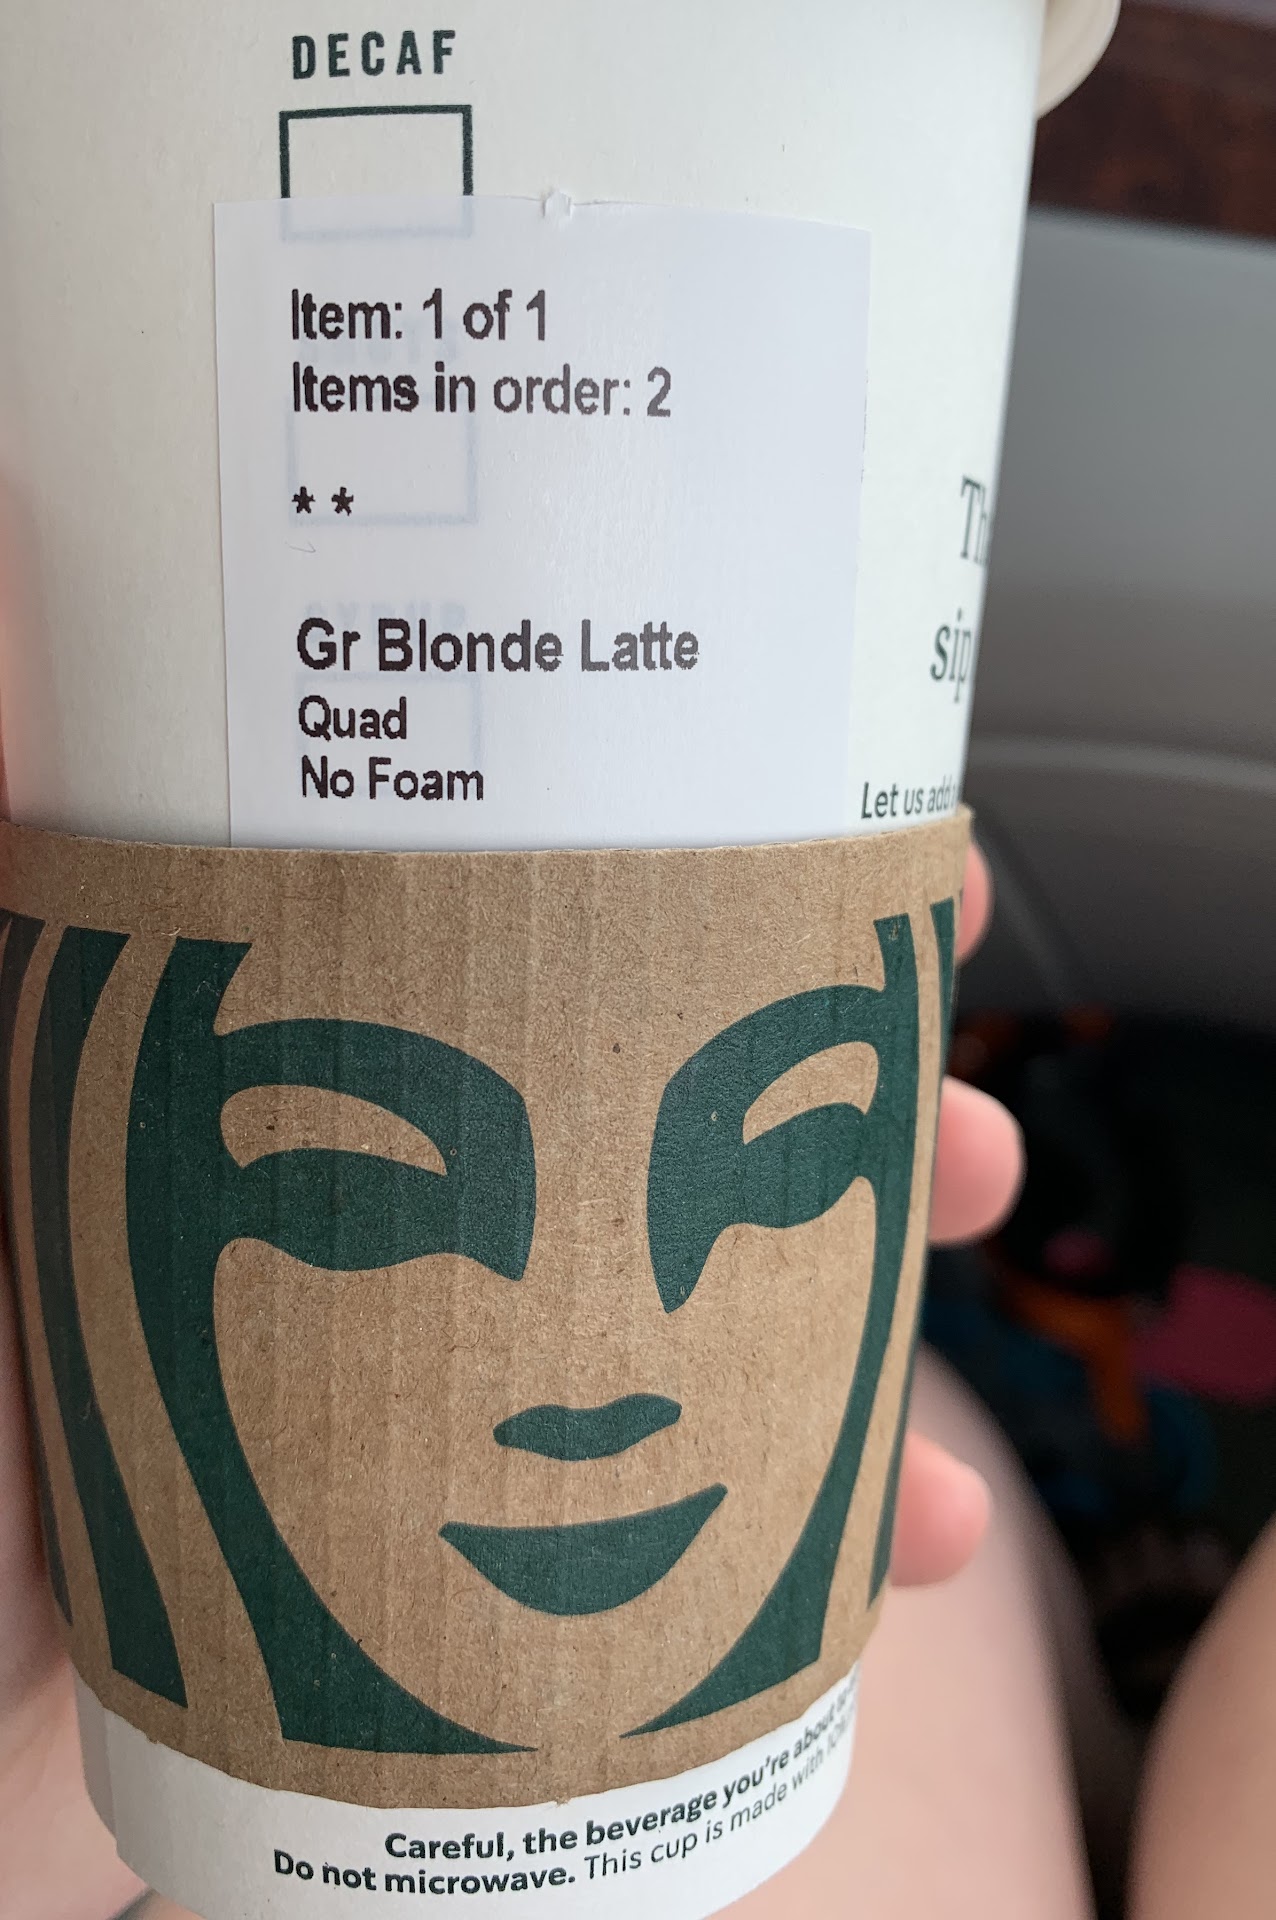 DECAF
Item: 1 of 1
Items in order: 2
* *
Gr Blonde Latte
Quad
No Foam
Let us add
Careful, the beverage you're about
Do not microwave. This cup is made with 10%